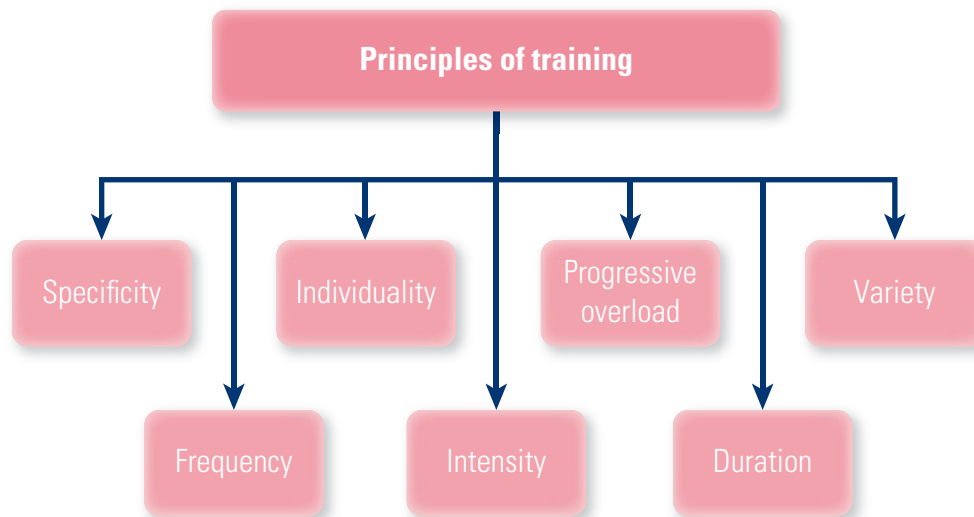 Principles of training
Specificity
Individuality
Progressive
overload
Variety
Frequency
Intensity
Duration